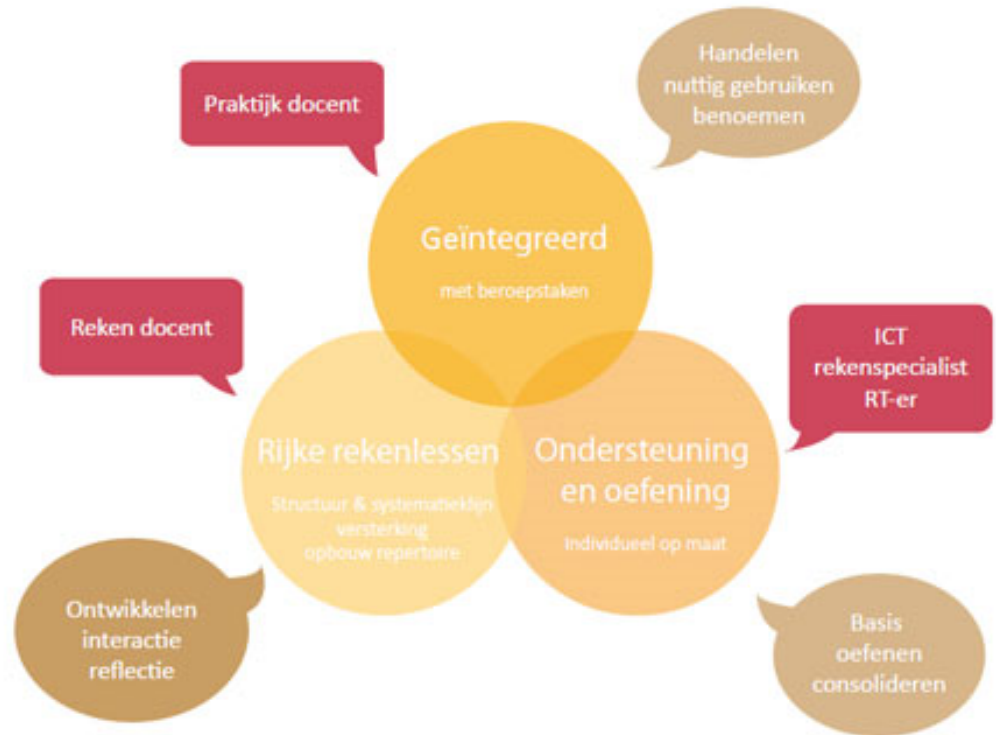 Praktijk docent
Handelen
nuttig gebruiken
benoemen
Geïntegreerd
met beroepstaken
Reken docent
ICT
rekenspecialist
RT-er
Rijke rekenlessen
Structuur & systematieklijn
versterking
opbouw repertoire
Ondersteuning
en oefening
Individueel op maat
Ontwikkelen
interactie
reflectie
Basis
oefenen
consolideren